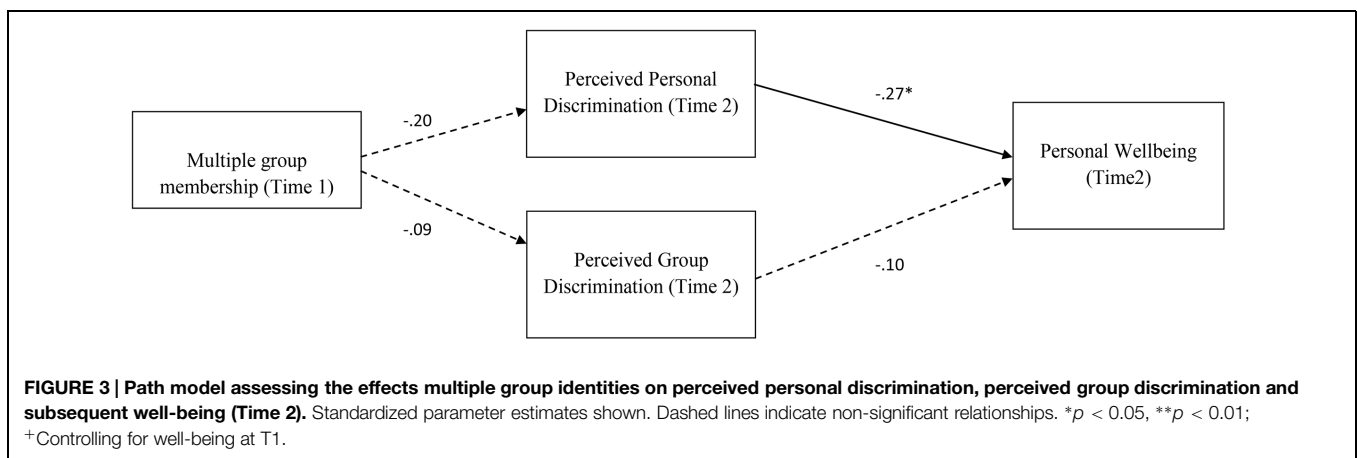 Perceived Personal
Discrimination (Time 2)
-.27*
-.20
Multiple group
membership (Time 1)
Personal Wellbeing
(Time2)
-.09
Perceived Group
Discrimination (Time 2)
-.10
FIGURE 3 | Path model assessing the effects multiple group identities on perceived personal discrimination, perceived group discrimination and
subsequent well-being (Time 2). Standardized parameter estimates shown. Dashed lines indicate non-significant relationships. *p < 0.05, **p < 0.01;
+Controlling for well-being at T1.